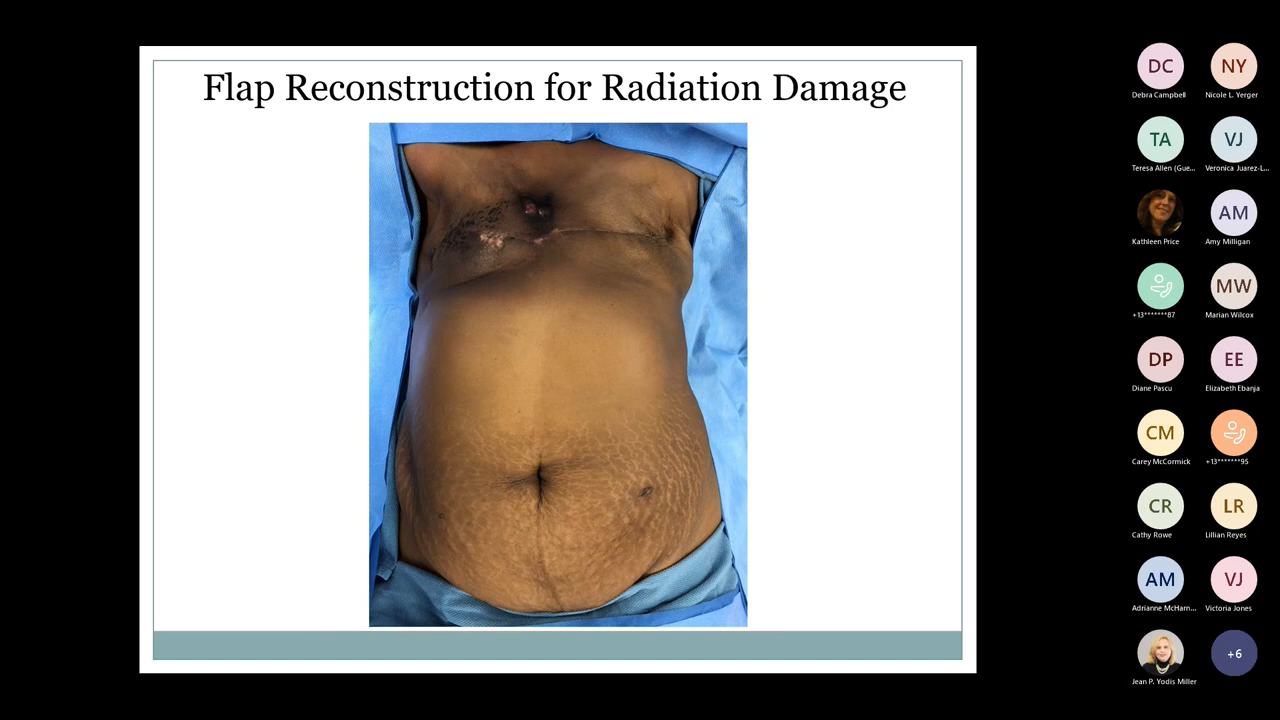 Flap Reconstruction for Radiation Damage
DC
NY
Debra Campbell
Nicole L. Yerger
TA
VJ
Teresa Allen (Gue...
Veronica Juarez-L...
AM
Kathleen Price
Amy Milligan
MW
+13*******87
Marian Wilcox
DP
EE
Diane Pascu
Elizabeth Ebanja
CM
Carey McCormick
+13*******95
CR
LR
Cathy Rowe
Lillian Reyes
AM
VJ
Adrianne McHarn...
Victoria Jones
+6
Jean P. Yodis Miller